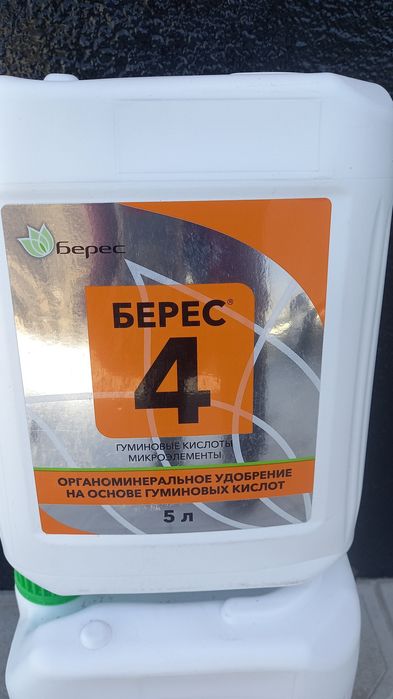 Берес
БЕРЕС®
4
ГУМИНОВЫЕ КИСЛОТЫ
МИКРОЭЛЕМЕНТЫ
ОРГАНОМИНЕРАЛЬНОЕ УДОБРЕНИЕ
НА ОСНОВЕ ГУМИНОВЫХ КИСЛОТ
5 л